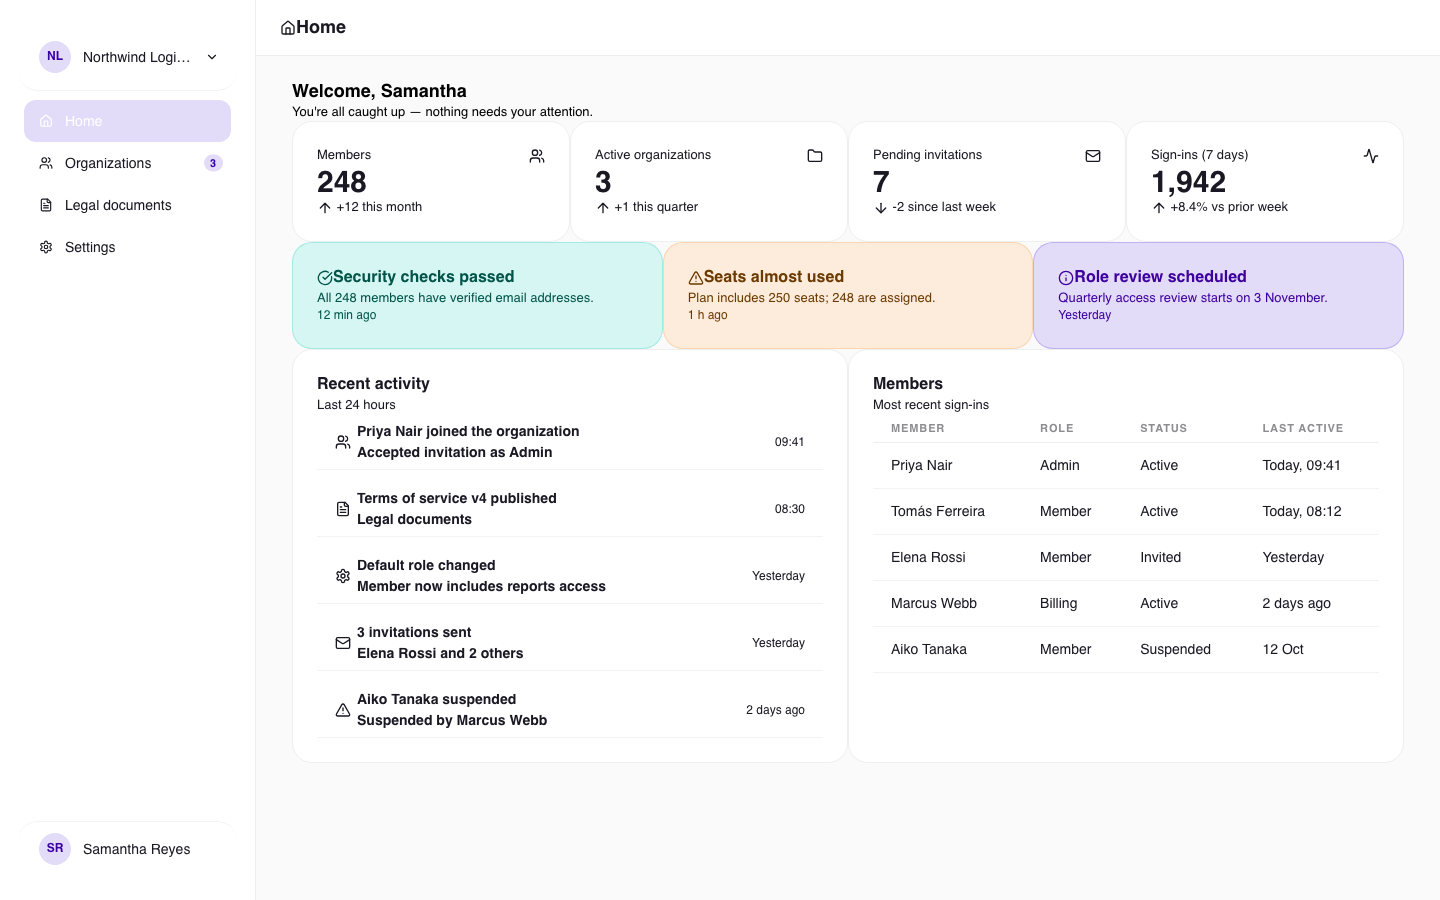 NL
Northwind Logi…
Home
Organizations
3
Legal documents
Settings
SR
Samantha Reyes
Home
Welcome, Samantha
You're all caught up — nothing needs your attention.
Members
248
+12 this month
Active organizations
3
+1 this quarter
Pending invitations
7
-2 since last week
Sign-ins (7 days)
1,942
+8.4% vs prior week
Security checks passed
All 248 members have verified email addresses.
12 min ago
Seats almost used
Plan includes 250 seats; 248 are assigned.
1 h ago
Role review scheduled
Quarterly access review starts on 3 November.
Yesterday
Recent activity
Last 24 hours
Priya Nair joined the organization
Accepted invitation as Admin
09:41
Terms of service v4 published
Legal documents
08:30
Default role changed
Member now includes reports access
Yesterday
3 invitations sent
Elena Rossi and 2 others
Yesterday
Aiko Tanaka suspended
Suspended by Marcus Webb
2 days ago
Members
Most recent sign-ins
MEMBER ROLE STATUS LAST ACTIVE
Priya Nair Admin Active Today, 09:41
Tomás Ferreira Member Active Today, 08:12
Elena Rossi Member Invited Yesterday
Marcus Webb Billing Active 2 days ago
Aiko Tanaka Member Suspended 12 Oct